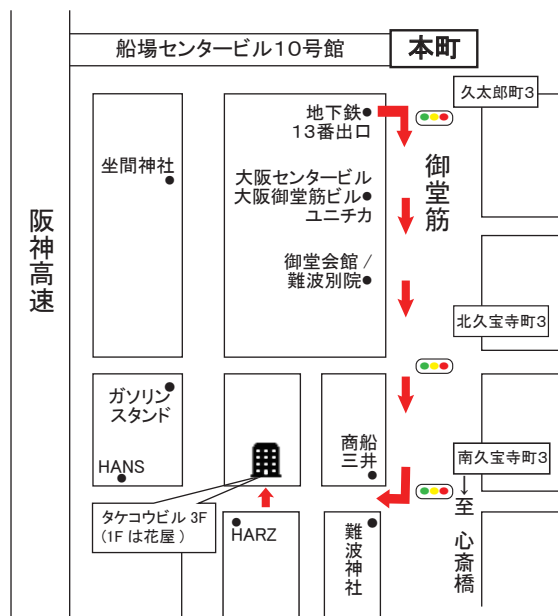 船場センタービル10号館
本町
久太郎町3
地下鉄
13番出口
坐間神社
御堂筋
大阪センタービル
大阪御堂筋ビル
ユニチカ
阪神高速
御堂会館 /
難波別院
北久宝寺町3
ガソリン
スタンド
商船
三井
南久宝寺町3
HANS
タケコウビル 3F
(1F は花屋 )
HARZ
難波神社
↓至 心斎橋